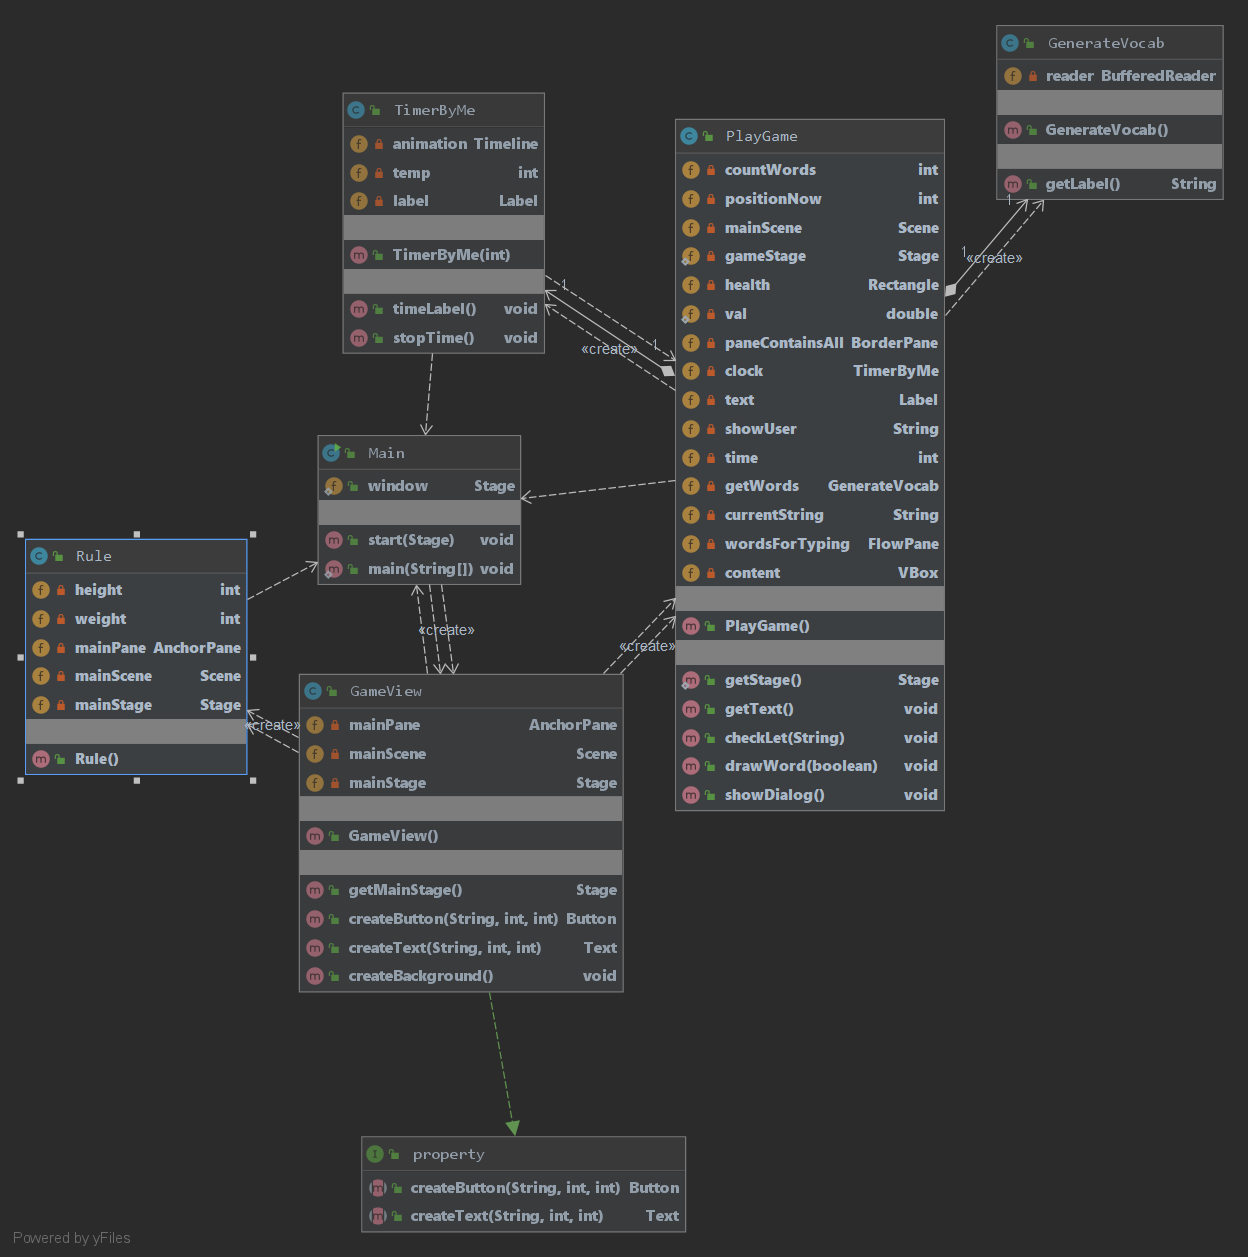 GenerateVocab
reader BufferedReader
GenerateVocab()
getLabel() String
TimerByMe
animation Timeline
temp int
label Label
TimerByMe(int)
timeLabel() void
stopTime() void
PlayGame
countWords int
positionNow int
mainScene Scene
gameStage Stage
health Rectangle
val double
paneContainsAll BorderPane
clock TimerByMe
text Label
showUser String
time int
getWords GenerateVocab
currentString String
wordsForTyping FlowPane
content VBox
PlayGame()
getStage() Stage
getText() void
checkLet(String) void
drawWord(boolean) void
showDialog() void
1
1
«create»
1
1
«create»
Main
window Stage
start(Stage) void
main(String[]) void
«create»
«create»
Rule
height int
weight int
mainPane AnchorPane
mainScene Scene
mainStage Stage
Rule()
«create»
GameView
mainPane AnchorPane
mainScene Scene
mainStage Stage
GameView()
getMainStage() Stage
createButton(String, int, int) Button
createText(String, int, int) Text
createBackground() void
property
createButton(String, int, int) Button
createText(String, int, int) Text
Powered by yFiles